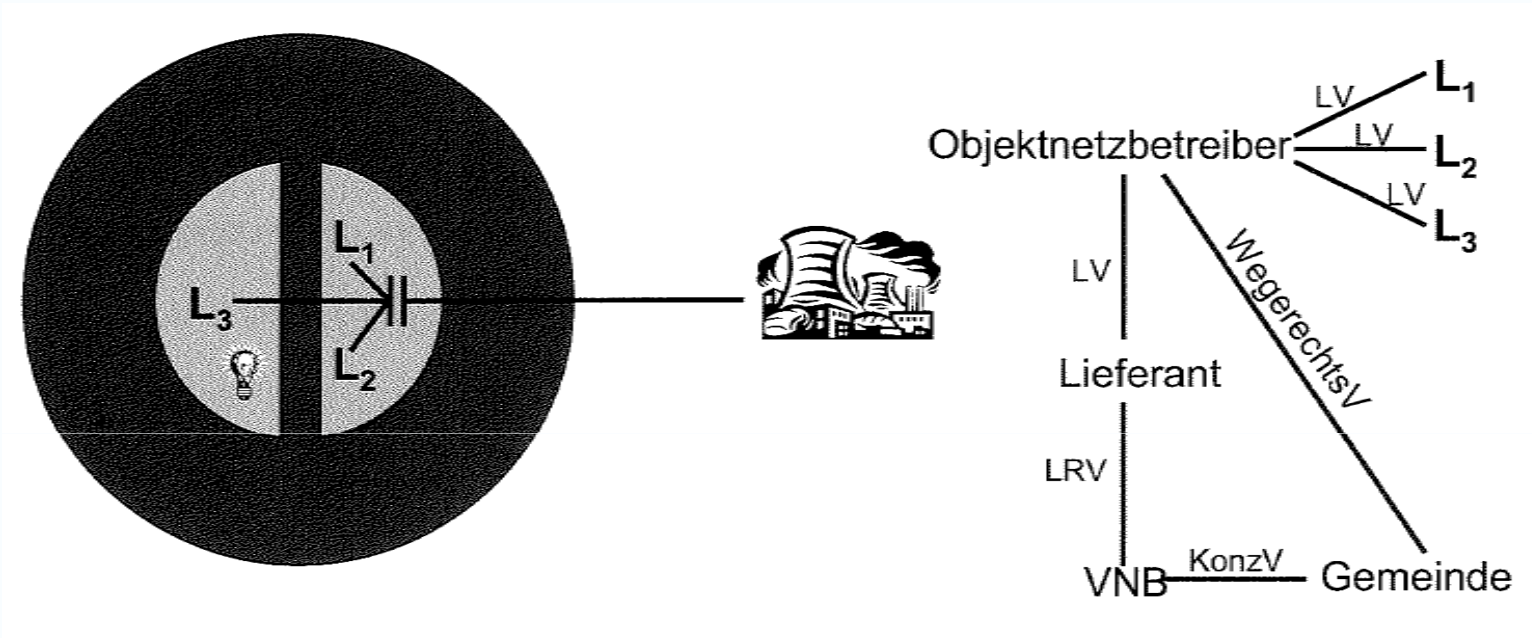 L1
L3
L2
Objektnetzbetreiber
LV
L1
LV
L2
LV
L3
LV
WegerechtsV
Lieferant
LRV
VNB
KonzV
Gemeinde